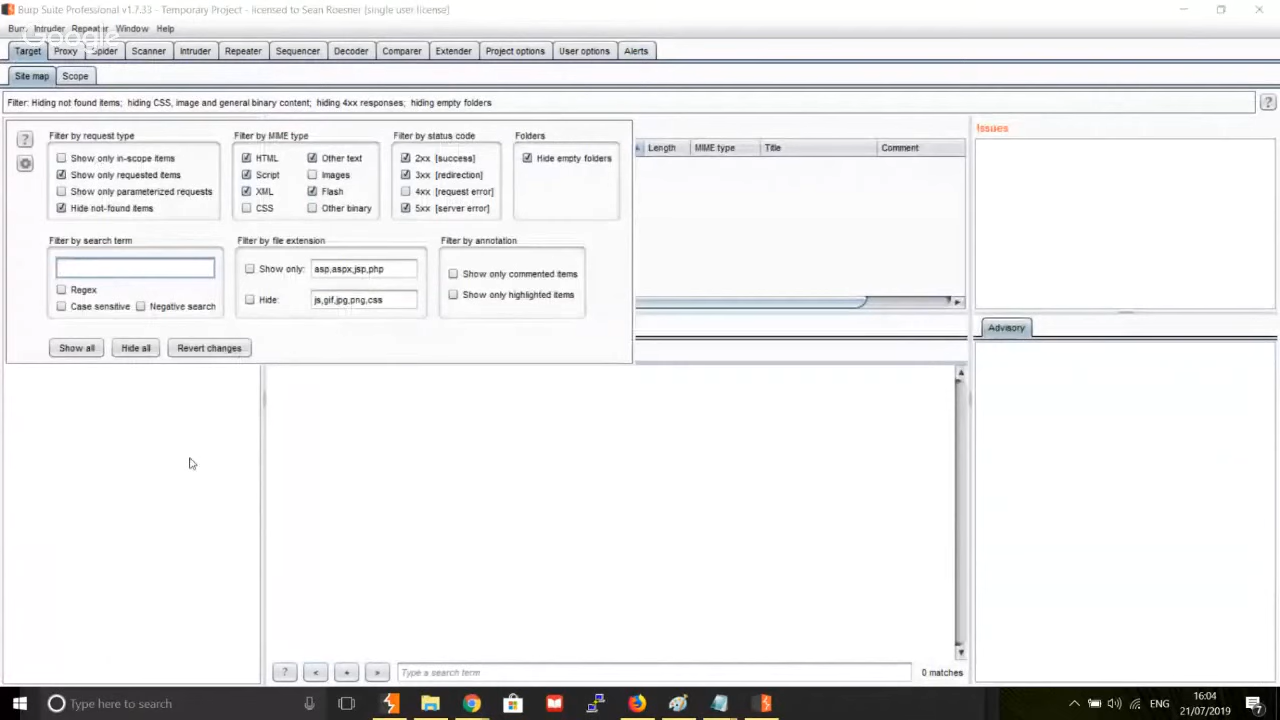 Burp Suite Professional v1.7.33 - Temporary Project - licensed to Sean Roesner [single user license]
Burp Intruder Repeater Window Help
Google
Target Proxy Spider Scanner Intruder Repeater Sequencer Decoder Comparer Extender Project options User options Alerts
Site map Scope
Filter: Hiding not found items; hiding CSS, image and general binary content; hiding 4xx responses; hiding empty folders ?
Issues
? Filter by request type Filter by MIME type Filter by status code Folders
Length MIME type Title Comment
Show only in-scope items HTML Other text 2xx [success] Hide empty folders
Show only requested items Script Images 3xx [redirection]
Show only parameterized requests XML Flash 4xx [request error]
Hide not-found items CSS Other binary 5xx [server error]
Filter by search term Filter by file extension Filter by annotation
Show only: asp,aspx,jsp,php Show only commented items
Regex
Hide: js,gif,jpg,png,css Show only highlighted items
Case sensitive Negative search
Advisory
Show all Hide all Revert changes
? < + > Type a search term 0 matches
Type here to search ENG 16:04
21/07/2019 7